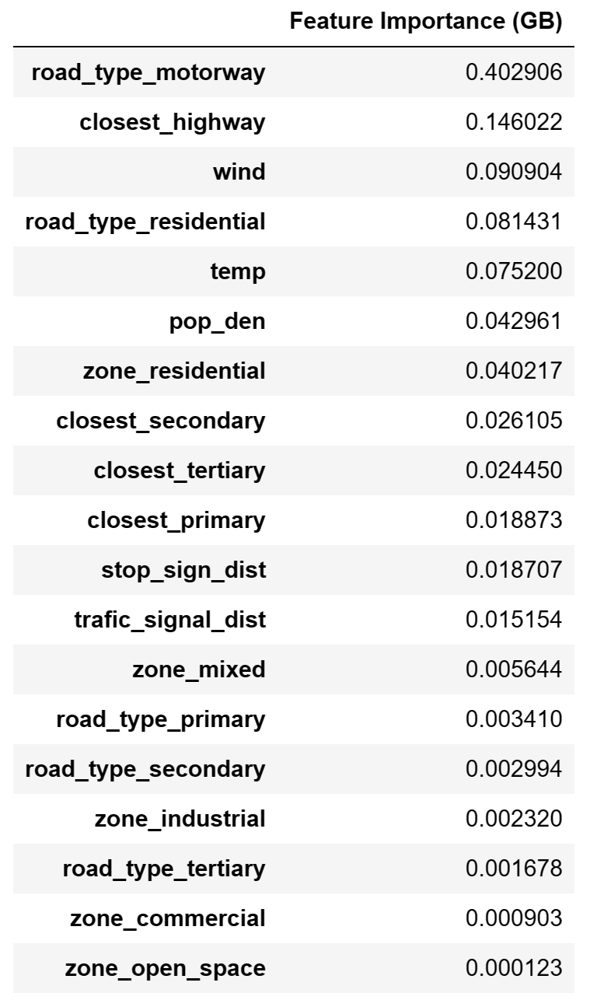 Feature Importance (GB)
road_type_motorway 0.402906
closest_highway 0.146022
wind 0.090904
road_type_residential 0.081431
temp 0.075200
pop_den 0.042961
zone_residential 0.040217
closest_secondary 0.026105
closest_tertiary 0.024450
closest_primary 0.018873
stop_sign_dist 0.018707
trafic_signal_dist 0.015154
zone_mixed 0.005644
road_type_primary 0.003410
road_type_secondary 0.002994
zone_industrial 0.002320
road_type_tertiary 0.001678
zone_commercial 0.000903
zone_open_space 0.000123